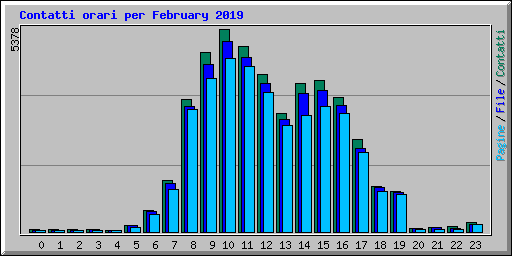 Contatti orari per February 2019
5378
0 1 2 3 4 5 6 7 8 9 10 11 12 13 14 15 16 17 18 19 20 21 22 23
Pagine / File / Contatti